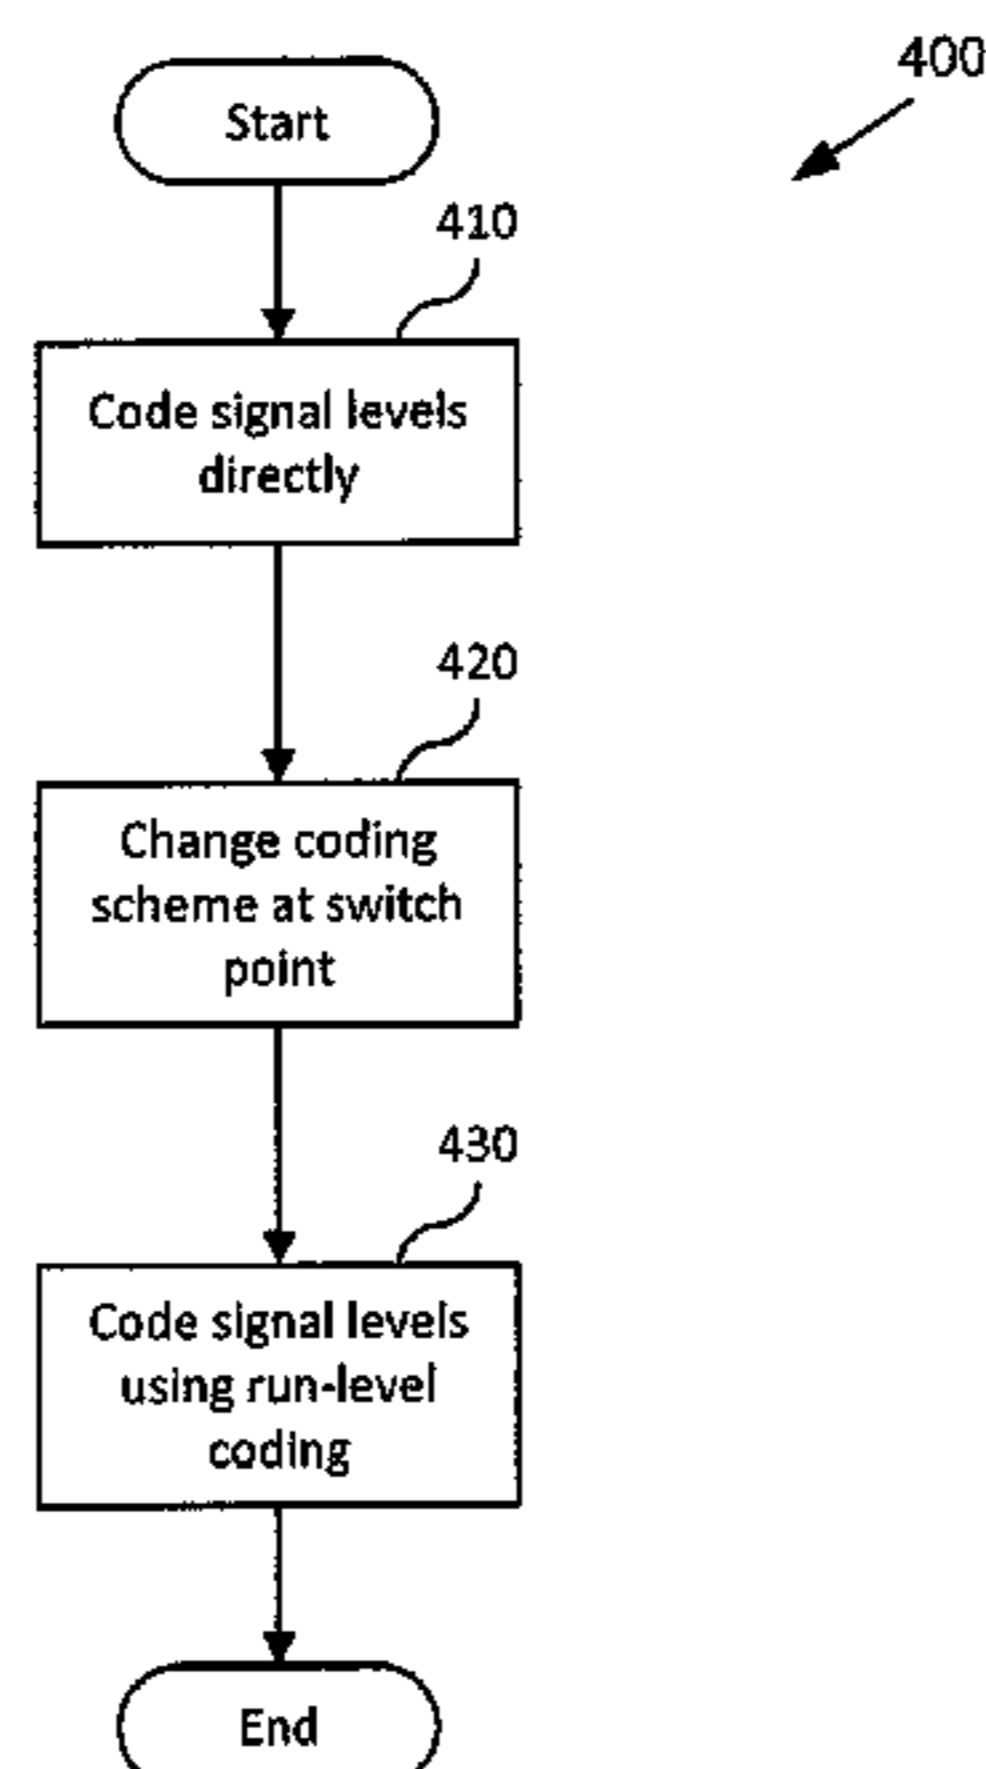 400
Start
410
Code signal levels
directly
420
Change coding
scheme at switch
point
430
Code signal levels
using run-level
coding
End